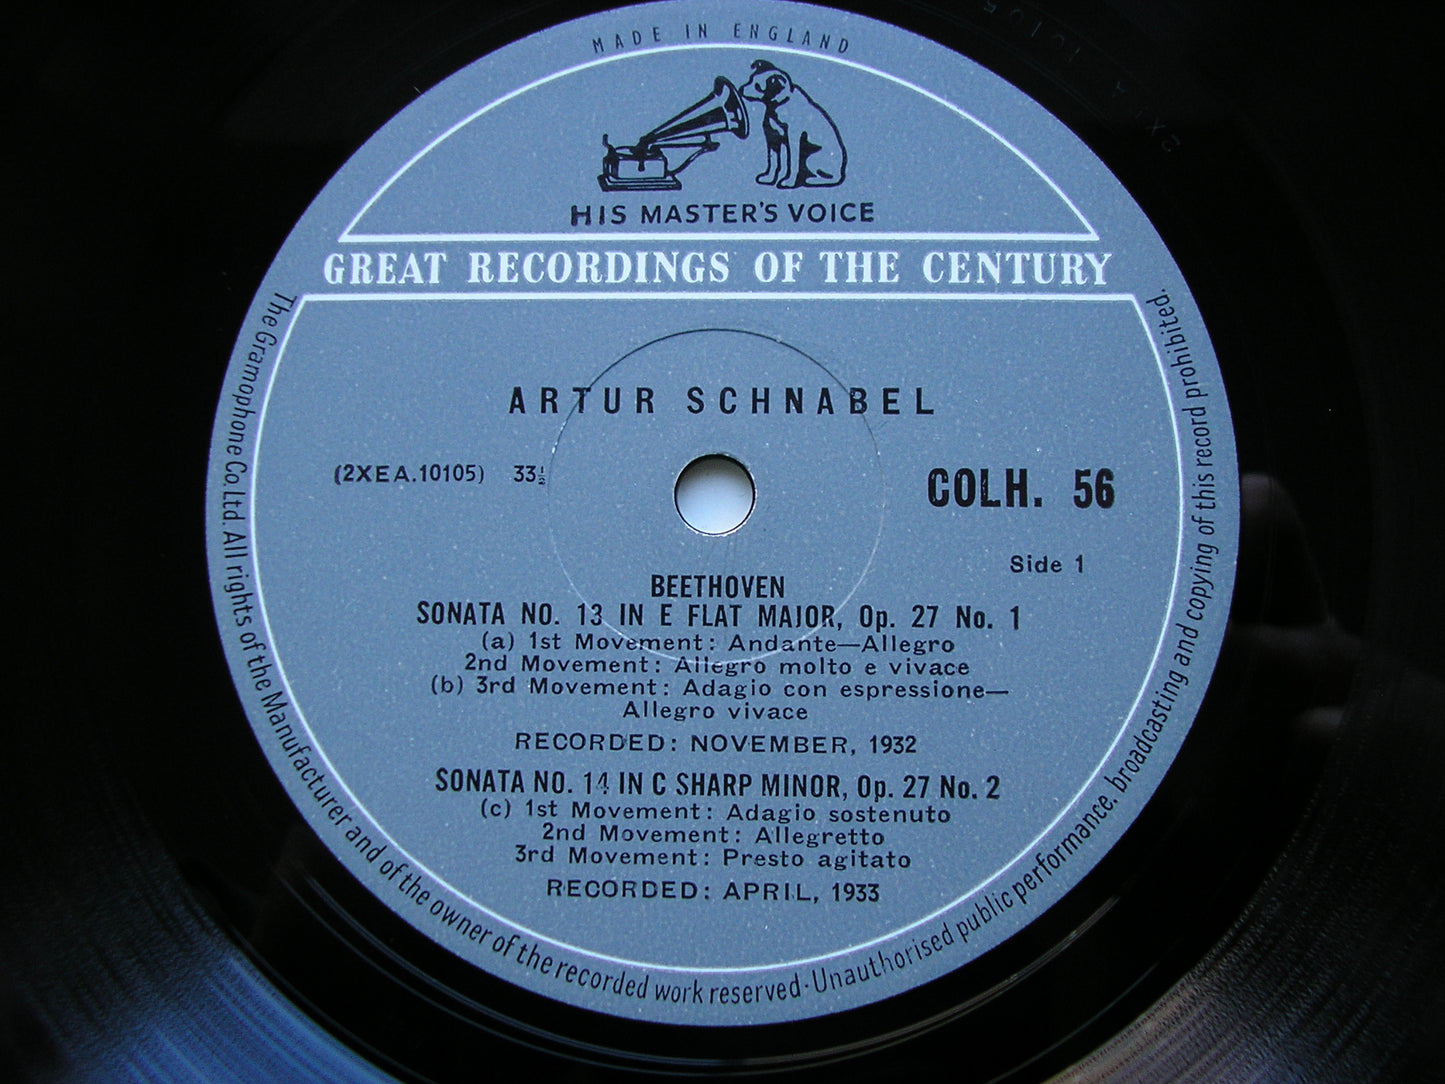 MADE IN ENGLAND
HIS MASTER'S VOICE
GREAT RECORDINGS OF THE CENTURY
ARTUR SCHNABEL
(2XEA.10105) 33⅓
COLH. 56
Side 1
BEETHOVEN
SONATA NO. 13 IN E FLAT MAJOR, Op. 27 No. 1
(a) 1st Movement: Andante—Allegro
2nd Movement: Allegro molto e vivace
(b) 3rd Movement: Adagio con espressione—
Allegro vivace
RECORDED: NOVEMBER, 1932
SONATA NO. 14 IN C SHARP MINOR, Op. 27 No. 2
(c) 1st Movement: Adagio sostenuto
2nd Movement: Allegretto
3rd Movement: Presto agitato
RECORDED: APRIL, 1933
The Gramophone Co. Ltd. All rights of the Manufacturer and of the owner of the recorded work reserved · Unauthorised public performance, broadcasting and copying of this record prohibited.